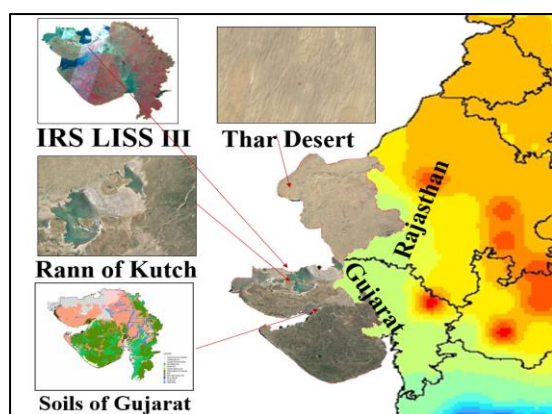 IRS LISS III
Thar Desert
Rajasthan
Rann of Kutch
Gujarat
Soils of Gujarat